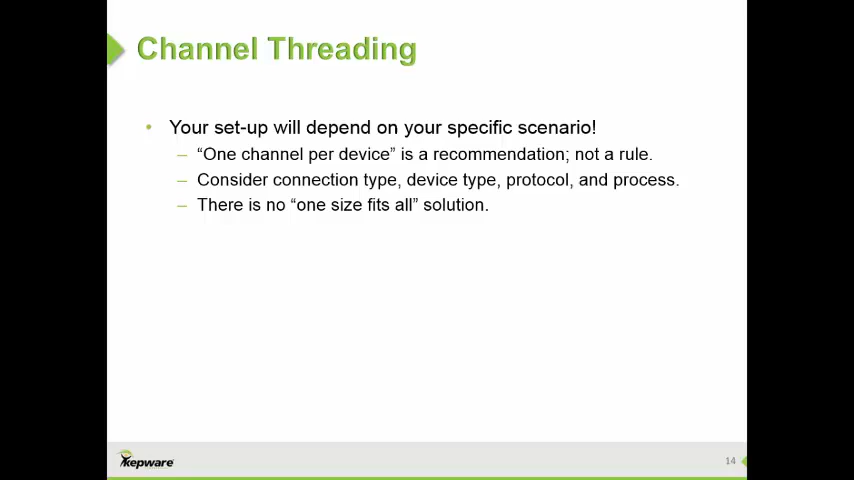 Channel Threading
• Your set-up will depend on your specific scenario!
– “One channel per device” is a recommendation; not a rule.
– Consider connection type, device type, protocol, and process.
– There is no “one size fits all” solution.
kepware
14